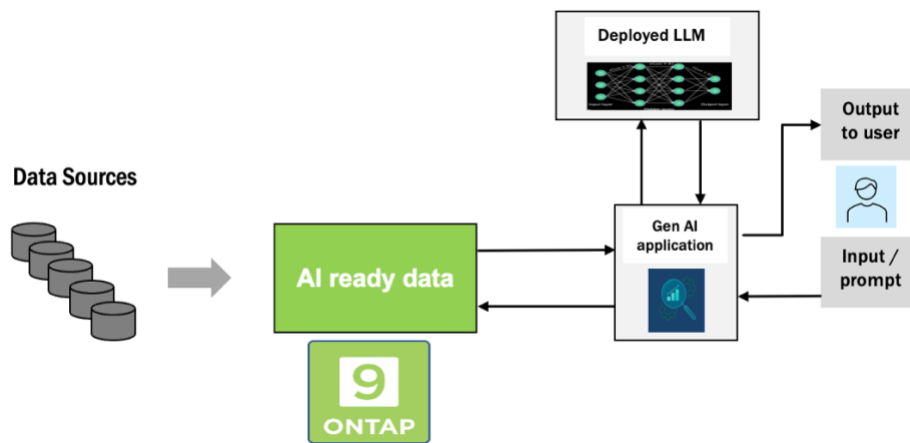 Deployed LLM
Output
to user
Data Sources
Gen AI
application
AI ready data
Input /
prompt
9
ONTAP